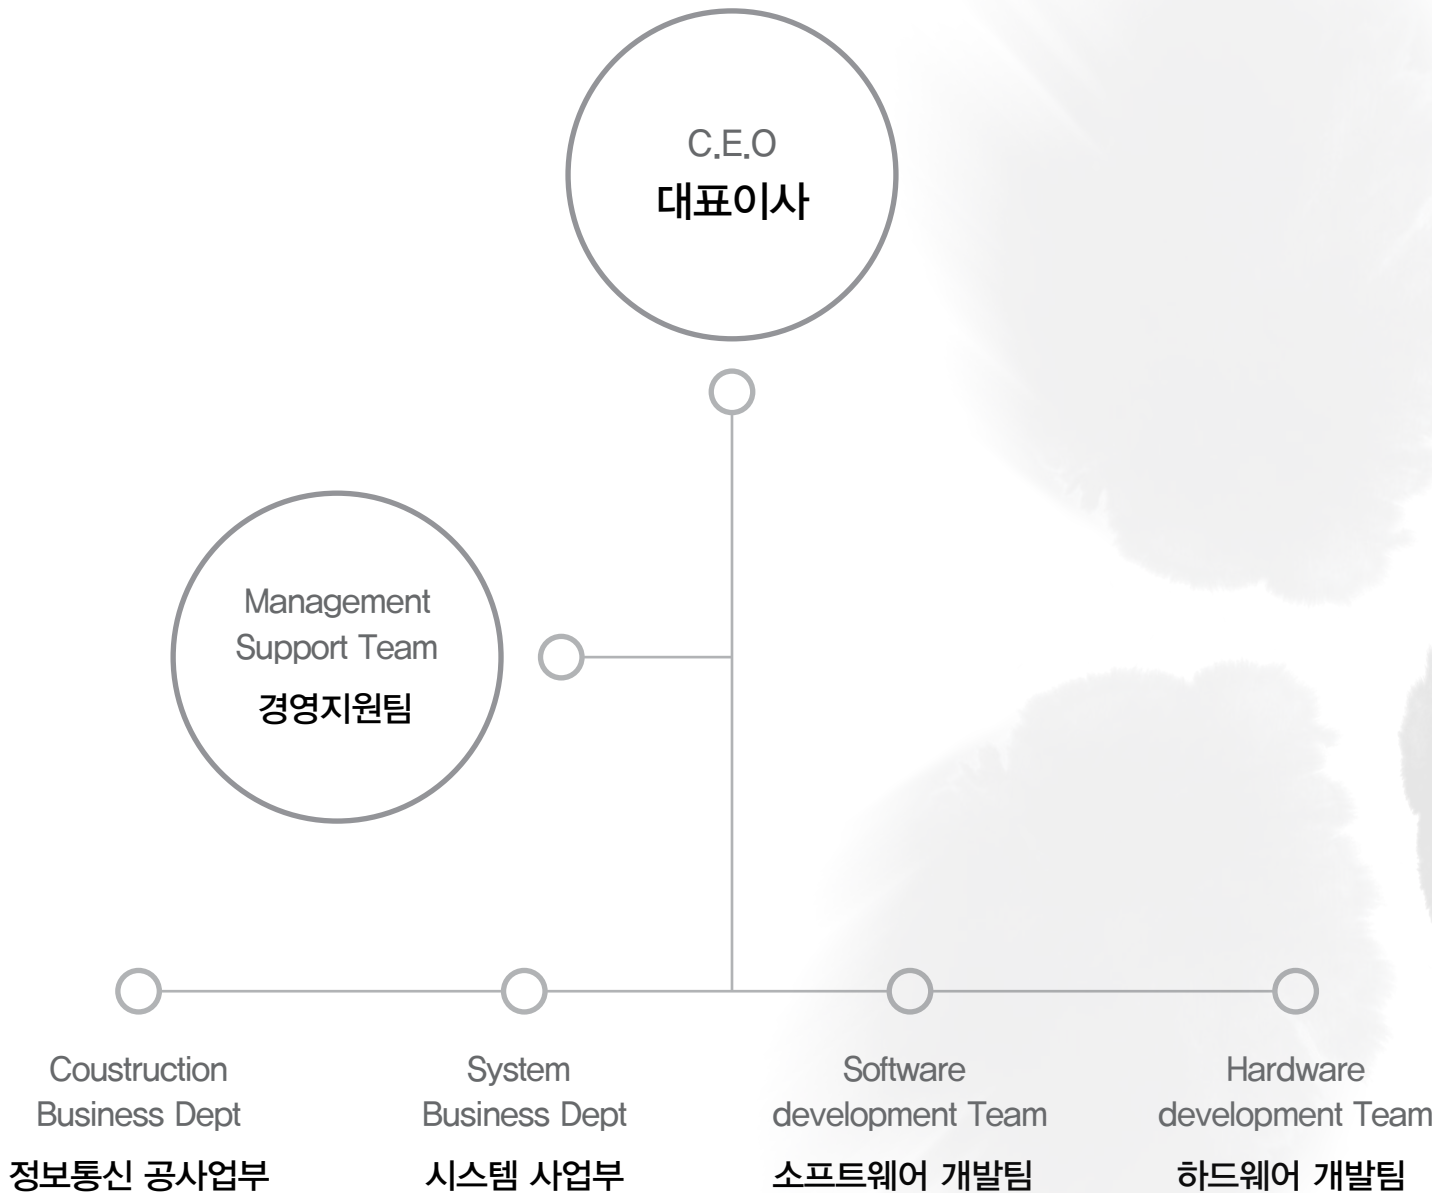 C.E.O
대표이사
Management
Support Team
경영지원팀
Coustruction
Business Dept
정보통신 공사업부
System
Business Dept
시스템 사업부
Software
development Team
소프트웨어 개발팀
Hardware
development Team
하드웨어 개발팀